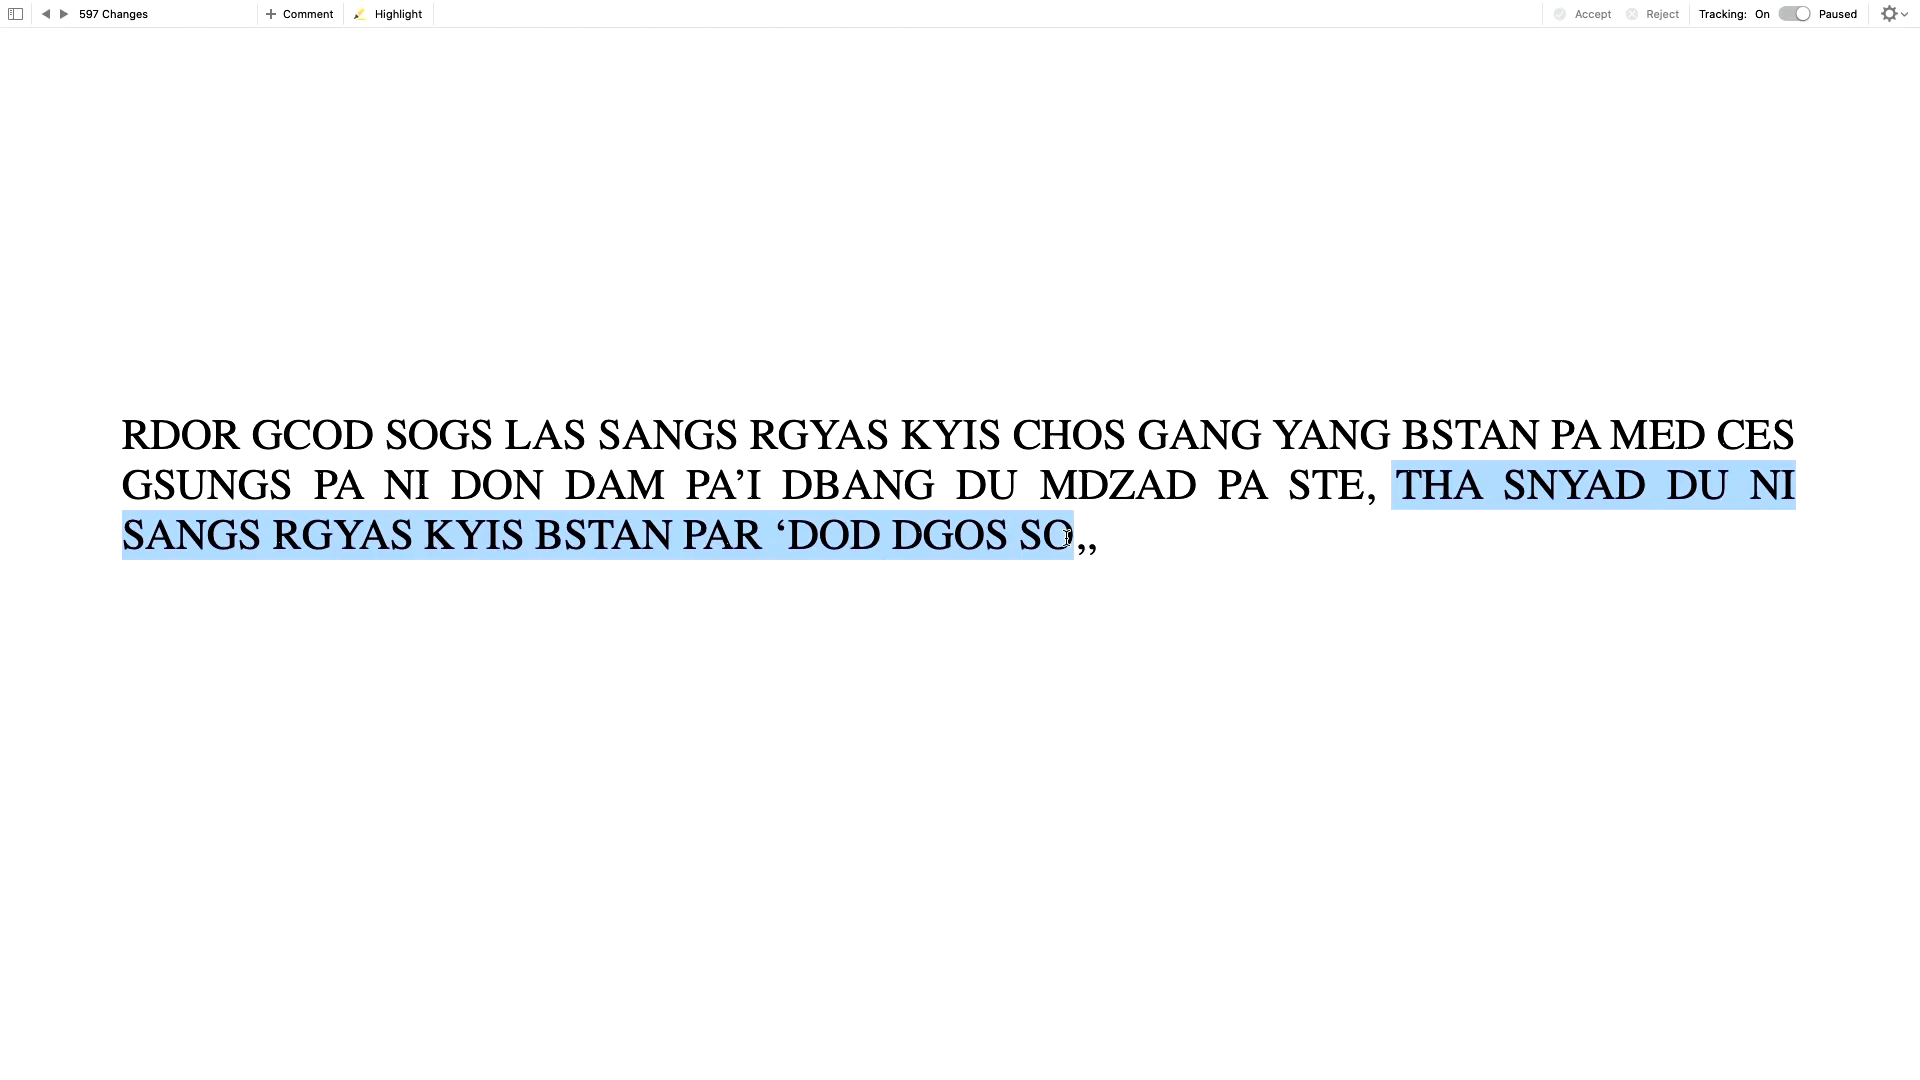 597 Changes
Comment
Highlight
Accept
Reject
Tracking: On
Paused
RDOR GCOD SOGS LAS SANGS RGYAS KYIS CHOS GANG YANG BSTAN PA MED CES
GSUNGS PA NI DON DAM PA’I DBANG DU MDZAD PA STE, THA SNYAD DU NI
SANGS RGYAS KYIS BSTAN PAR ‘DOD DGOS SO,,